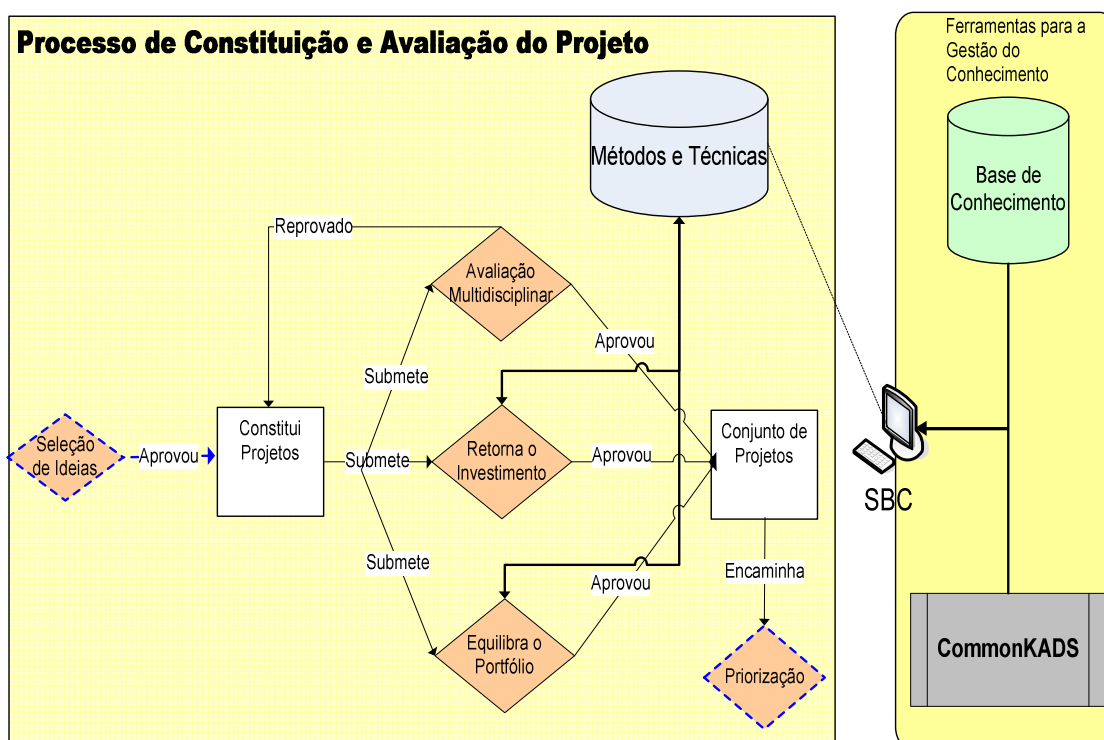 Processo de Constituição e Avaliação do Projeto
Ferramentas para a
Gestão do
Conhecimento
Métodos e Técnicas
Base de
Conhecimento
Reprovado
Avaliação
Multidisciplinar
Aprovou
Submete
Seleção
de Ideias
Aprovou
Constitui
Projetos
Submete
Retorna o
Investimento
Aprovou
Conjunto de
Projetos
SBC
Submete
Aprovou
Encaminha
Equilibra o
Portfólio
Priorização
CommonKADS